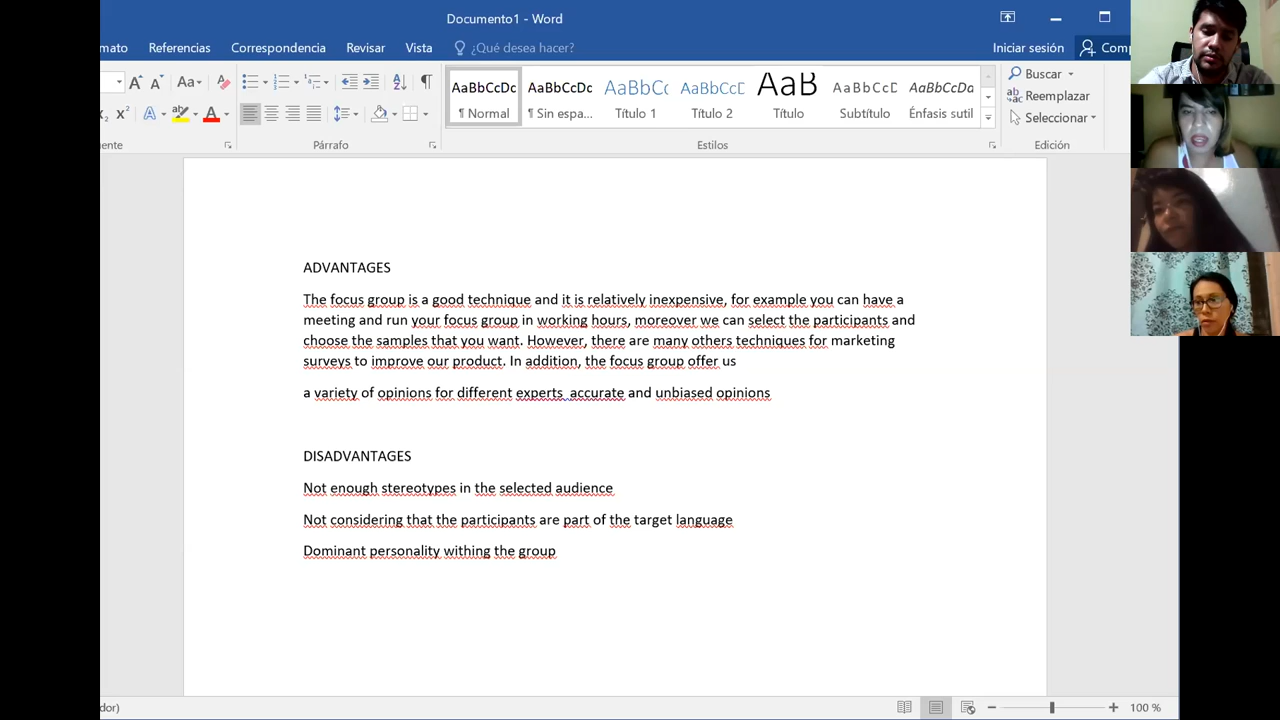 Documento1 - Word
mato Referencias Correspondencia Revisar Vista ¿Qué desea hacer? Iniciar sesión Comp
Aa
AaBbCcDc AaBbCcDc AaBbCc AaBbCcD AaB AaBbCcD AaBbCcDa
¶ Normal ¶ Sin espa... Título 1 Título 2 Título Subtítulo Énfasis sutil
Buscar
Reemplazar
Seleccionar
uente Párrafo Estilos Edición
ADVANTAGES
The focus group is a good technique and it is relatively inexpensive, for example you can have a
meeting and run your focus group in working hours, moreover we can select the participants and
choose the samples that you want. However, there are many others techniques for marketing
surveys to improve our product. In addition, the focus group offer us
a variety of opinions for different experts accurate and unbiased opinions
DISADVANTAGES
Not enough stereotypes in the selected audience
Not considering that the participants are part of the target language
Dominant personality withing the group
dor)
100 %